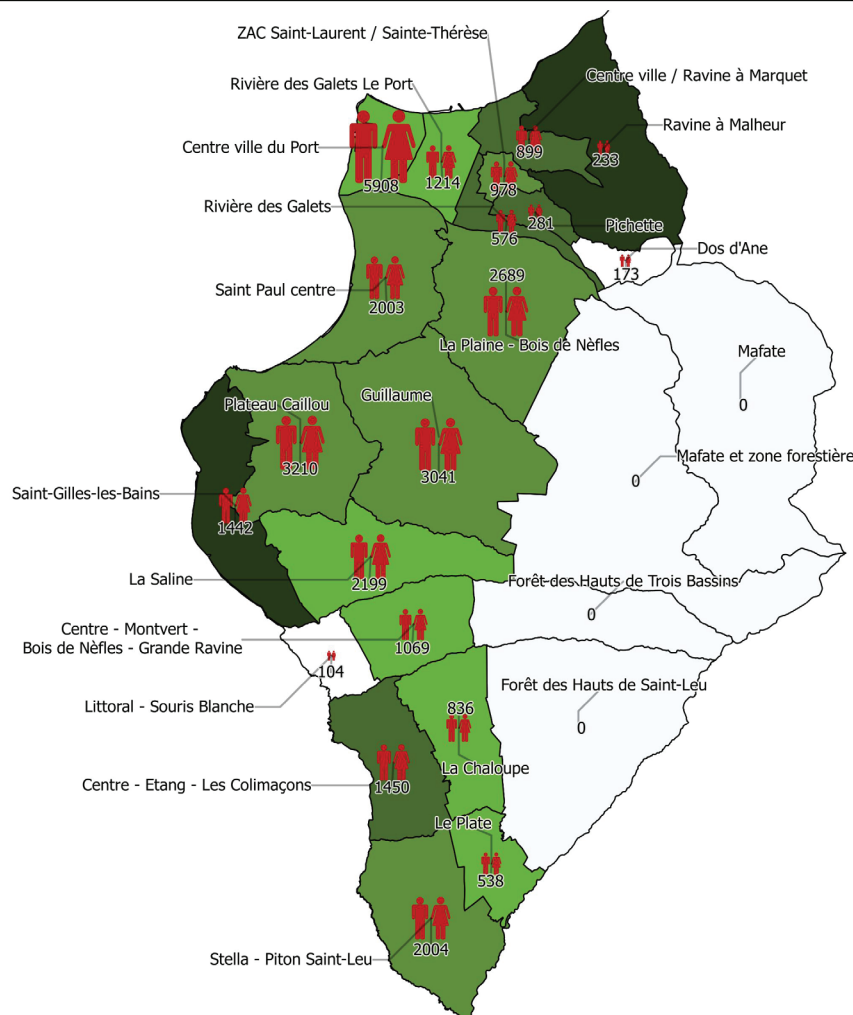 ZAC Saint-Laurent / Sainte-Thérèse
Centre ville / Ravine à Marquet
Rivière des Galets Le Port
Ravine à Malheur
Centre ville du Port
899
233
5908
1214
978
Rivière des Galets
281
Pichette
576
Dos d'Ane
173
2689
Saint Paul centre
2003
La Plaine - Bois de Nèfles
Mafate
0
Guillaume
Plateau Caillou
3210
3041
Mafate et zone forestière
0
Saint-Gilles-les-Bains
1442
La Saline
2199
Forêt des Hauts de Trois Bassins
0
Centre - Montvert -
Bois de Nèfles - Grande Ravine
1069
104
Littoral - Souris Blanche
Forêt des Hauts de Saint-Leu
0
836
La Chaloupe
Centre - Etang - Les Colimaçons
1450
Le Plate
538
Stella - Piton Saint-Leu
2004